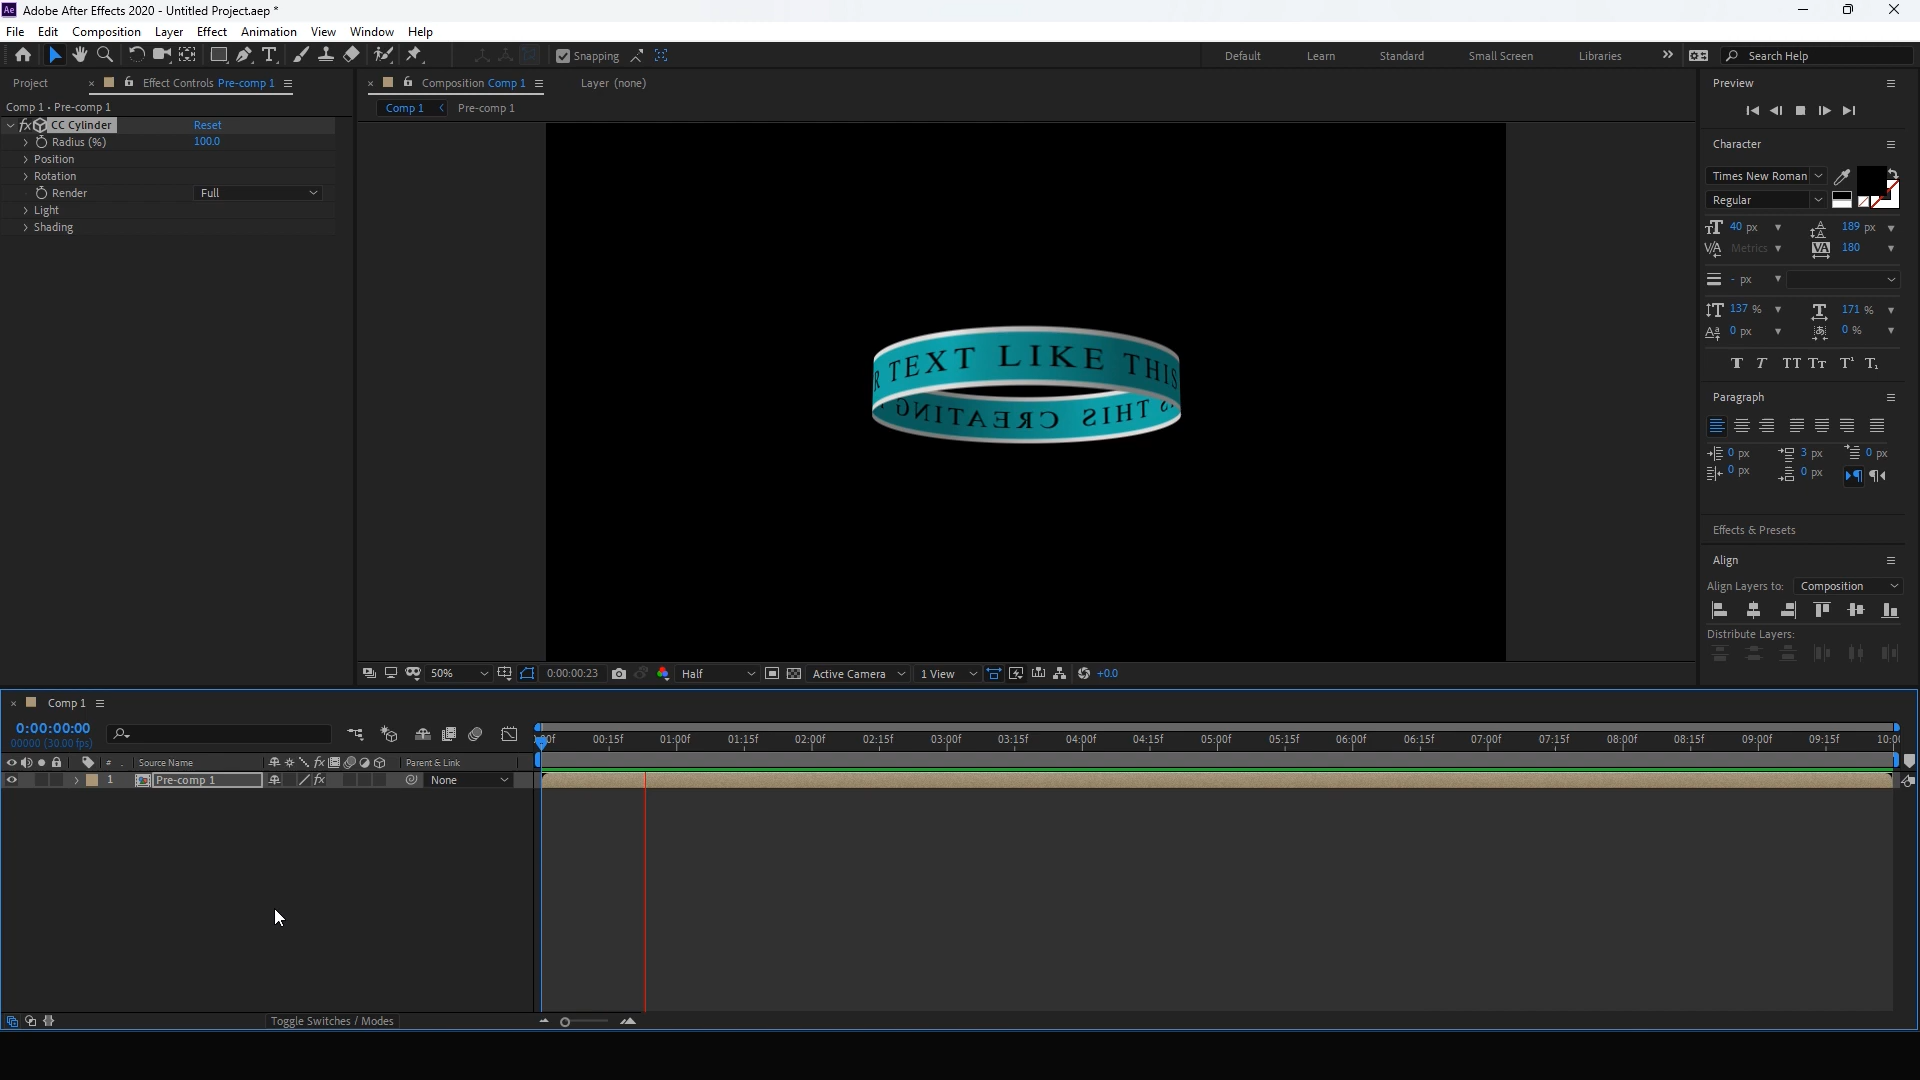 Adobe After Effects 2020 - Untitled Project.aep *
File Edit Composition Layer Effect Animation View Window Help
Snapping
Default Learn Standard Small Screen Libraries
Search Help
Project
Effect Controls Pre-comp 1
Comp 1 • Pre-comp 1
fx CC Cylinder Reset
Radius (%) 100.0
Position
Rotation
Render Full
Light
Shading
Composition Comp 1
Layer (none)
Comp 1 Pre-comp 1
R TEXT LIKE THIS
THIS CREATING
50% 0:00:00:23 Half Active Camera 1 View +0.0
Preview
Character
Times New Roman
Regular
40 px 189 px
Metrics 180
- px
137 % 171 %
0 px 0 %
Paragraph
0 px 3 px 0 px
0 px 0 px
Effects & Presets
Align
Align Layers to: Composition
Distribute Layers:
Comp 1
0:00:00:00
00000 (30.00 fps)
00:15f 01:00f 01:15f 02:00f 02:15f 03:00f 03:15f 04:00f 04:15f 05:00f 05:15f 06:00f 06:15f 07:00f 07:15f 08:00f 08:15f 09:00f 09:15f
# Source Name Parent & Link
1 Pre-comp 1 None
Toggle Switches / Modes